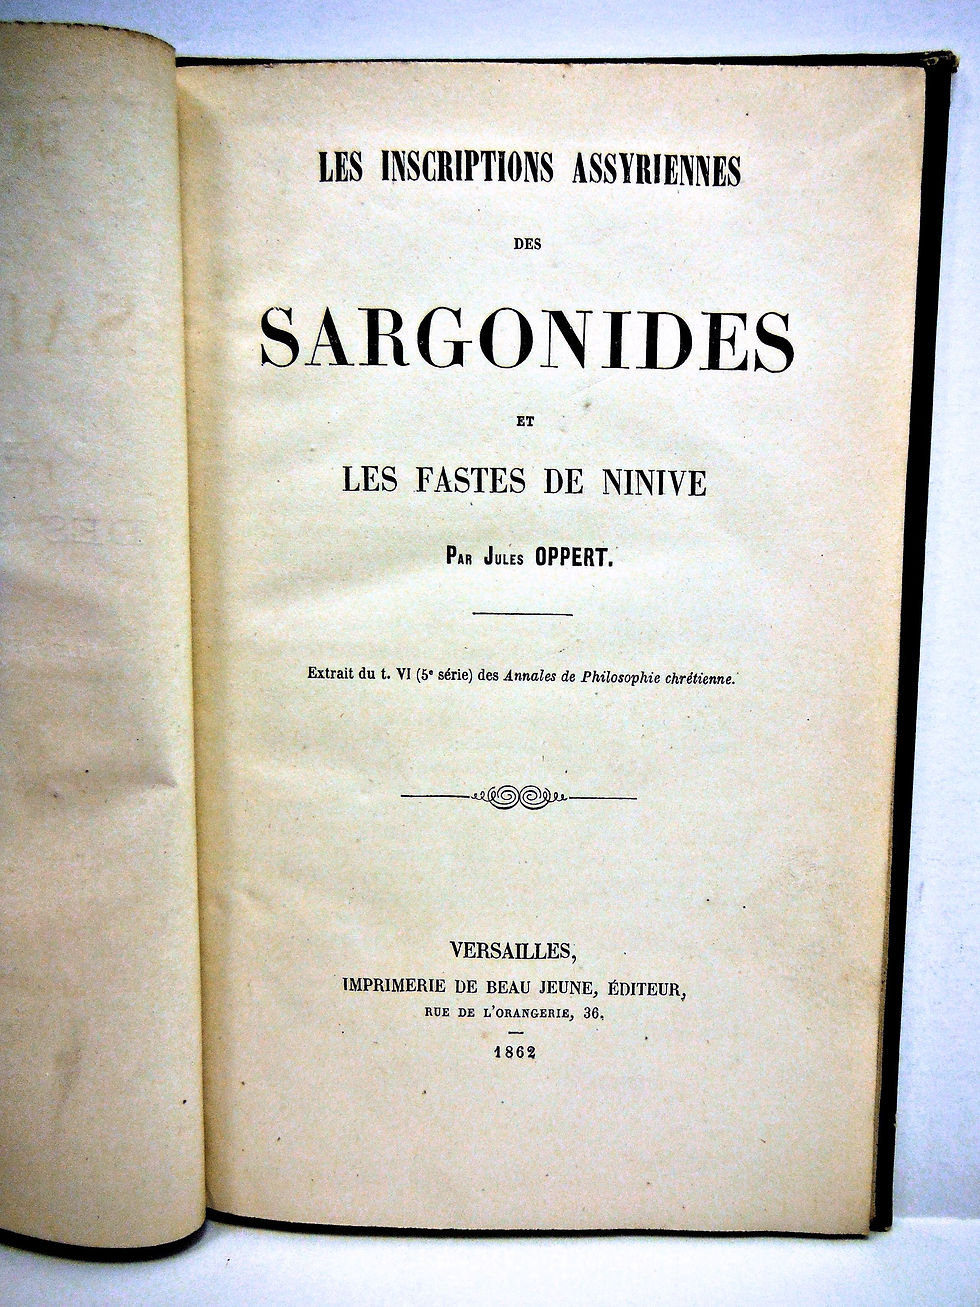 LES INSCRIPTIONS ASSYRIENNES
DES
SARGONIDES
ET
LES FASTES DE NINIVE
PAR JULES OPPERT.
Extrait du t. VI (5e série) des Annales de Philosophie chrétienne.
VERSAILLES,
IMPRIMERIE DE BEAU JEUNE, ÉDITEUR,
RUE DE L'ORANGERIE, 36,
1862